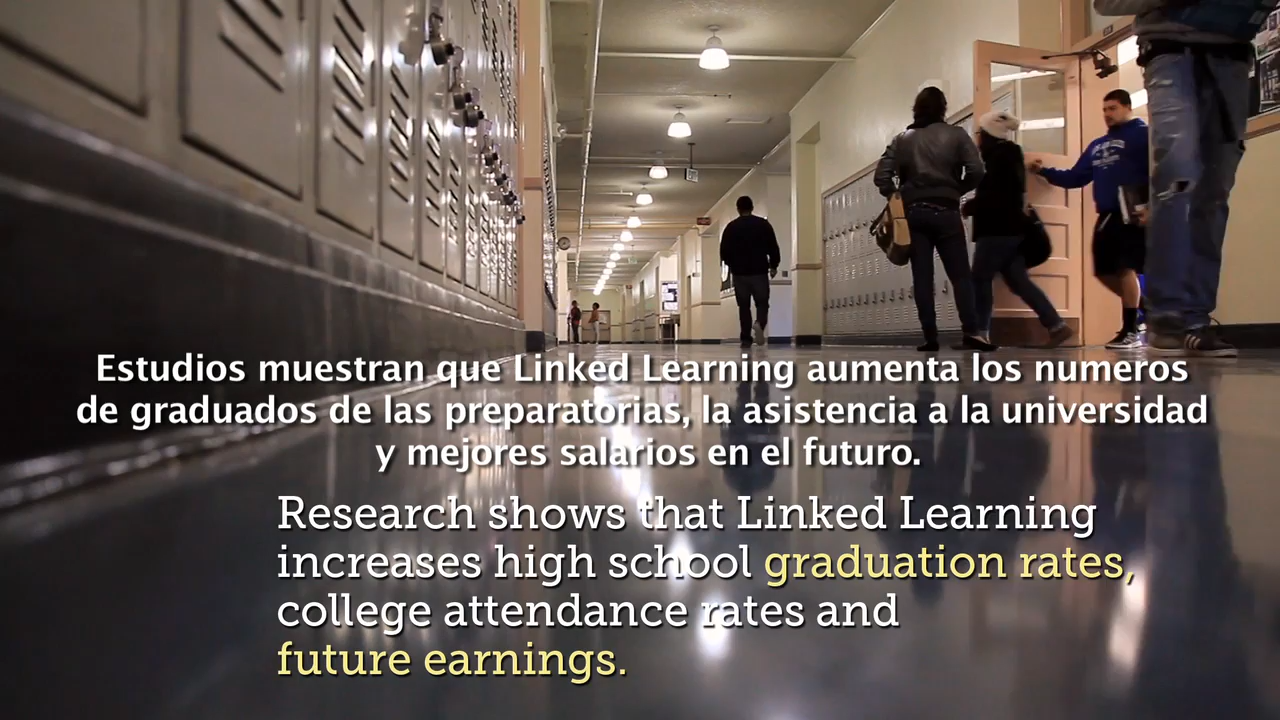 Estudios muestran que Linked Learning aumenta los numeros
de graduados de las preparatorias, la asistencia a la universidad
y mejores salarios en el futuro.
Research shows that Linked Learning
increases high school graduation rates,
college attendance rates and
future earnings.